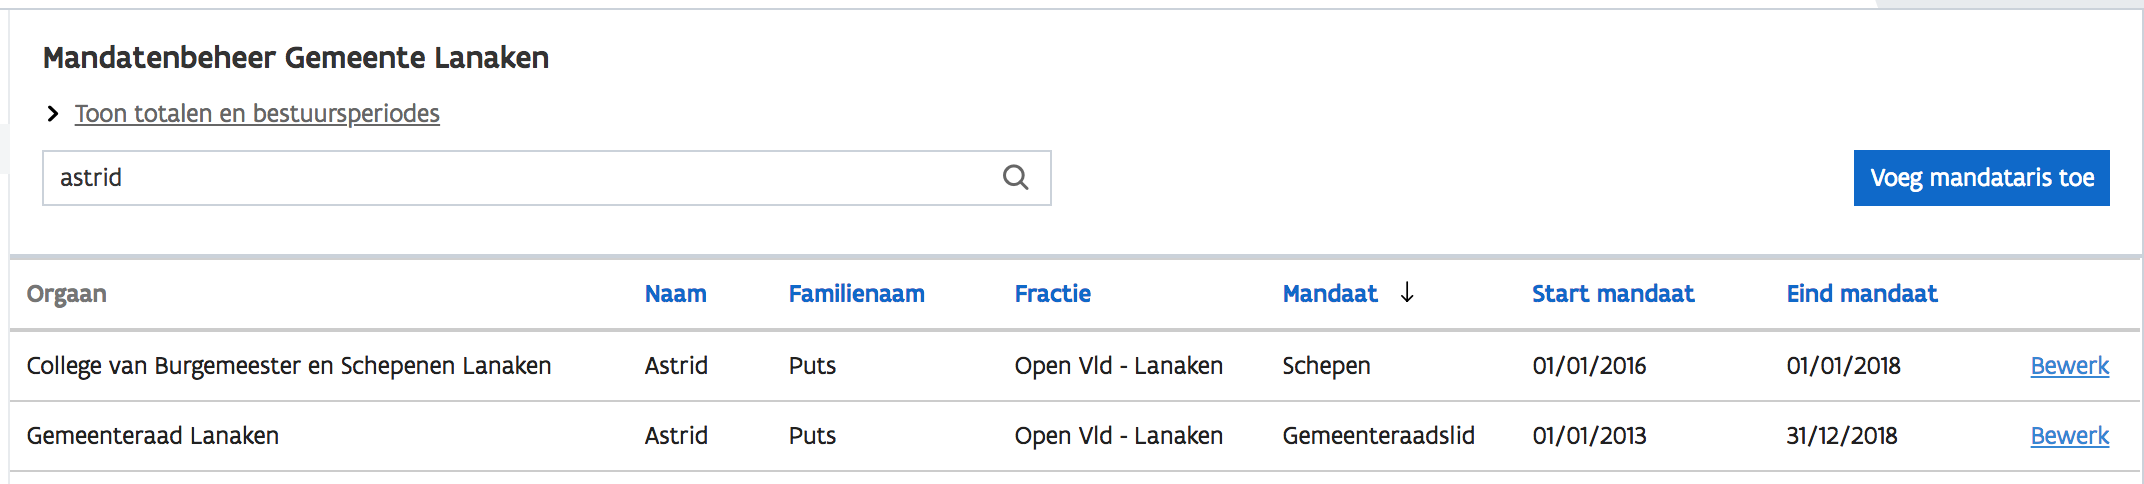 Mandatenbeheer Gemeente Lanaken
Toon totalen en bestuursperiodes
astrid
Voeg mandataris toe
Orgaan Naam Familienaam Fractie Mandaat ↓ Start mandaat Eind mandaat
College van Burgemeester en Schepenen Lanaken Astrid Puts Open Vld - Lanaken Schepen 01/01/2016 01/01/2018 Bewerk
Gemeenteraad Lanaken Astrid Puts Open Vld - Lanaken Gemeenteraadslid 01/01/2013 31/12/2018 Bewerk